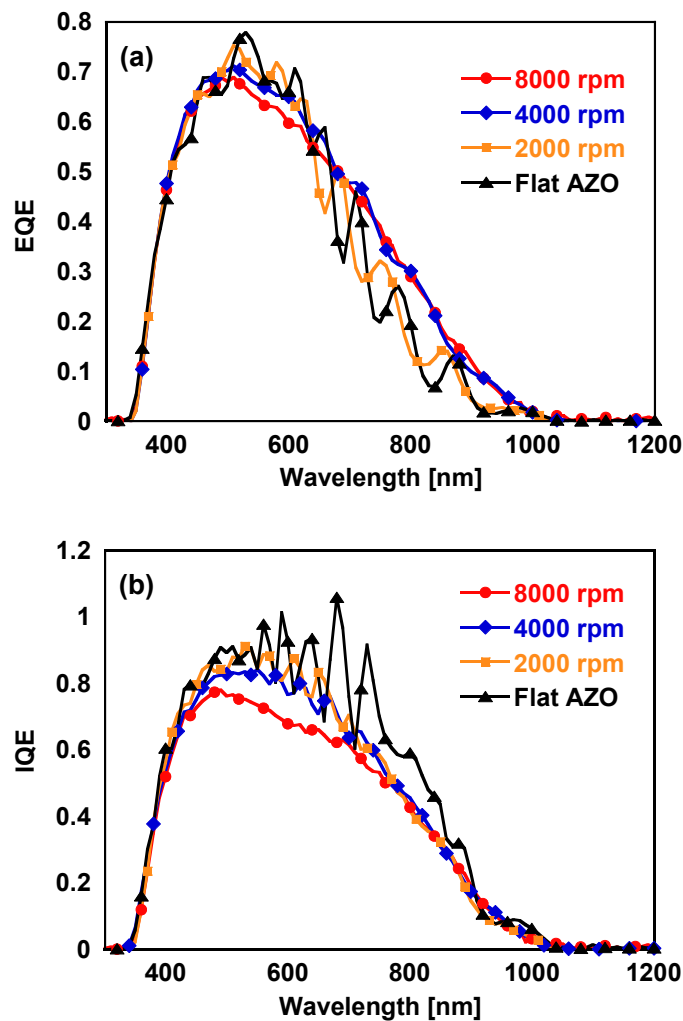 0.8
(a)
0.7
8000 rpm
0.6
4000 rpm
2000 rpm
0.5
Flat AZO
EQE
0.4
0.3
0.2
0.1
0
400 600 800 1000 1200
Wavelength [nm]
1.2
(b)
8000 rpm
1
4000 rpm
2000 rpm
0.8
Flat AZO
IQE
0.6
0.4
0.2
0
400 600 800 1000 1200
Wavelength [nm]